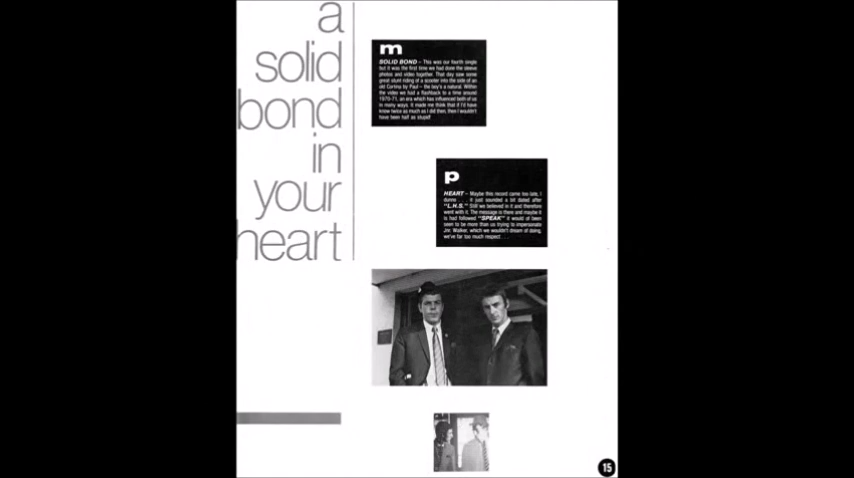 a
solid
bond
in
your
heart
m
SOLID BOND – This was our fourth single
but it was the first time we had done the sleeve
photos and video together. That day saw some
great stunt riding of a scooter into the side of an
old Cortina by Paul – the boy's a natural. Within
the video we had a flashback to a time around
1970-71, an era which has influenced both of us
in many ways. It made me think that if I'd have
know twice as much as I did then, then I wouldn't
have been half as stupid!
p
HEART – Maybe this record came too late, I
dunno . . . it just sounded a bit dated after
"L.H.S." Still we believed in it and therefore
went with it. The message is there and maybe it
is had followed "SPEAK" it would of been
seen to be more than us trying to impersonate
Jnr. Walker, which we wouldn't dream of doing,
we've far too much respect . . .
15